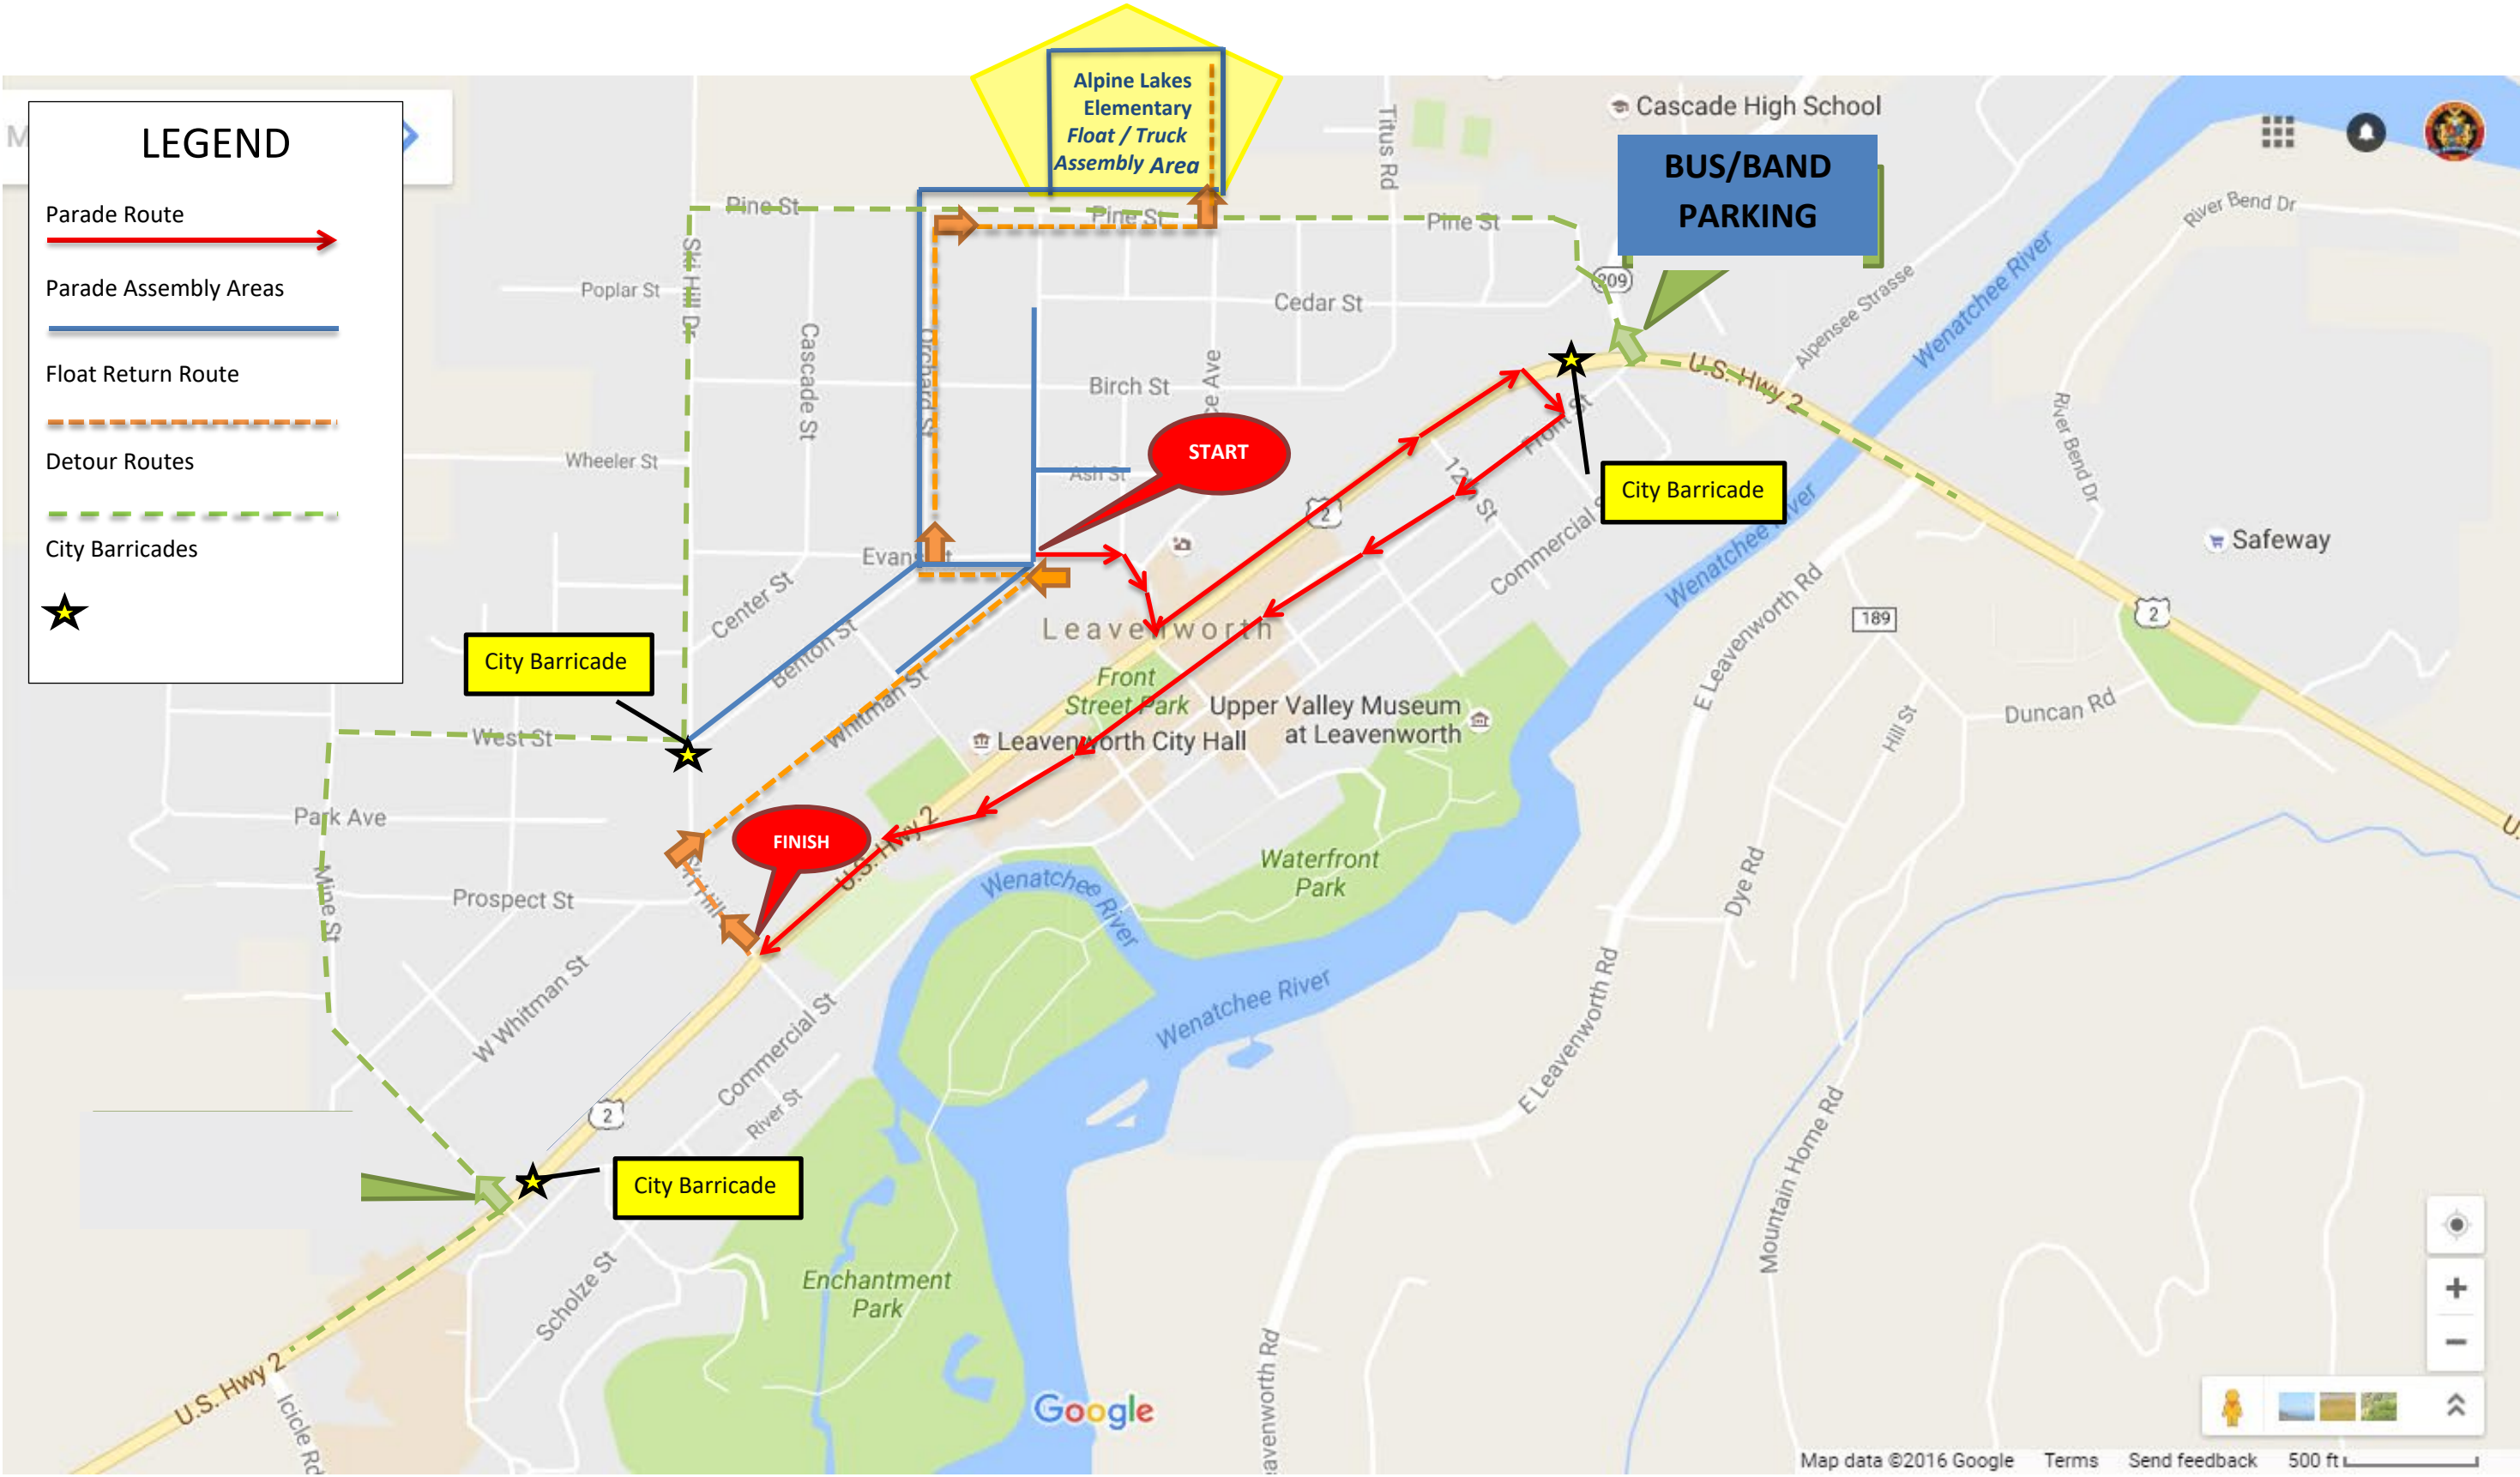 LEGEND
Parade Route
Parade Assembly Areas
Float Return Route
Detour Routes
City Barricades
M
Alpine Lakes
Elementary
Float / Truck
Assembly Area
Cascade High School
BUS/BAND
PARKING
Titus Rd
River Bend Dr
Pine St
Pine St
Pine St
Ski Hill Dr
Poplar St
Cedar St
209
Alpensee Strasse
Wenatchee River
Cascade St
Orchard St
Birch St
ce Ave
U.S. Hwy 2
River Bend Dr
Front St
START
Wheeler St
Ash St
12th St
City Barricade
2
Commercial S
Wenatchee River
Safeway
Evans St
Center St
E Leavenworth Rd
189
2
Leavenworth
Benton St
City Barricade
Front
Street Park
Upper Valley Museum
at Leavenworth
Whitman St
Hill St
Duncan Rd
West St
Leavenworth City Hall
Park Ave
FINISH
U.S. Hwy 2
U.
Waterfront
Park
Wenatchee River
Dye Rd
Mine St
Prospect St
Ski Hill
W Whitman St
Wenatchee River
E Leavenworth Rd
Commercial St
River St
2
Mountain Home Rd
City Barricade
Scholze St
Enchantment
Park
U.S. Hwy 2
Icicle Rd
eavenworth Rd
Google
Map data ©2016 Google Terms Send feedback 500 ft